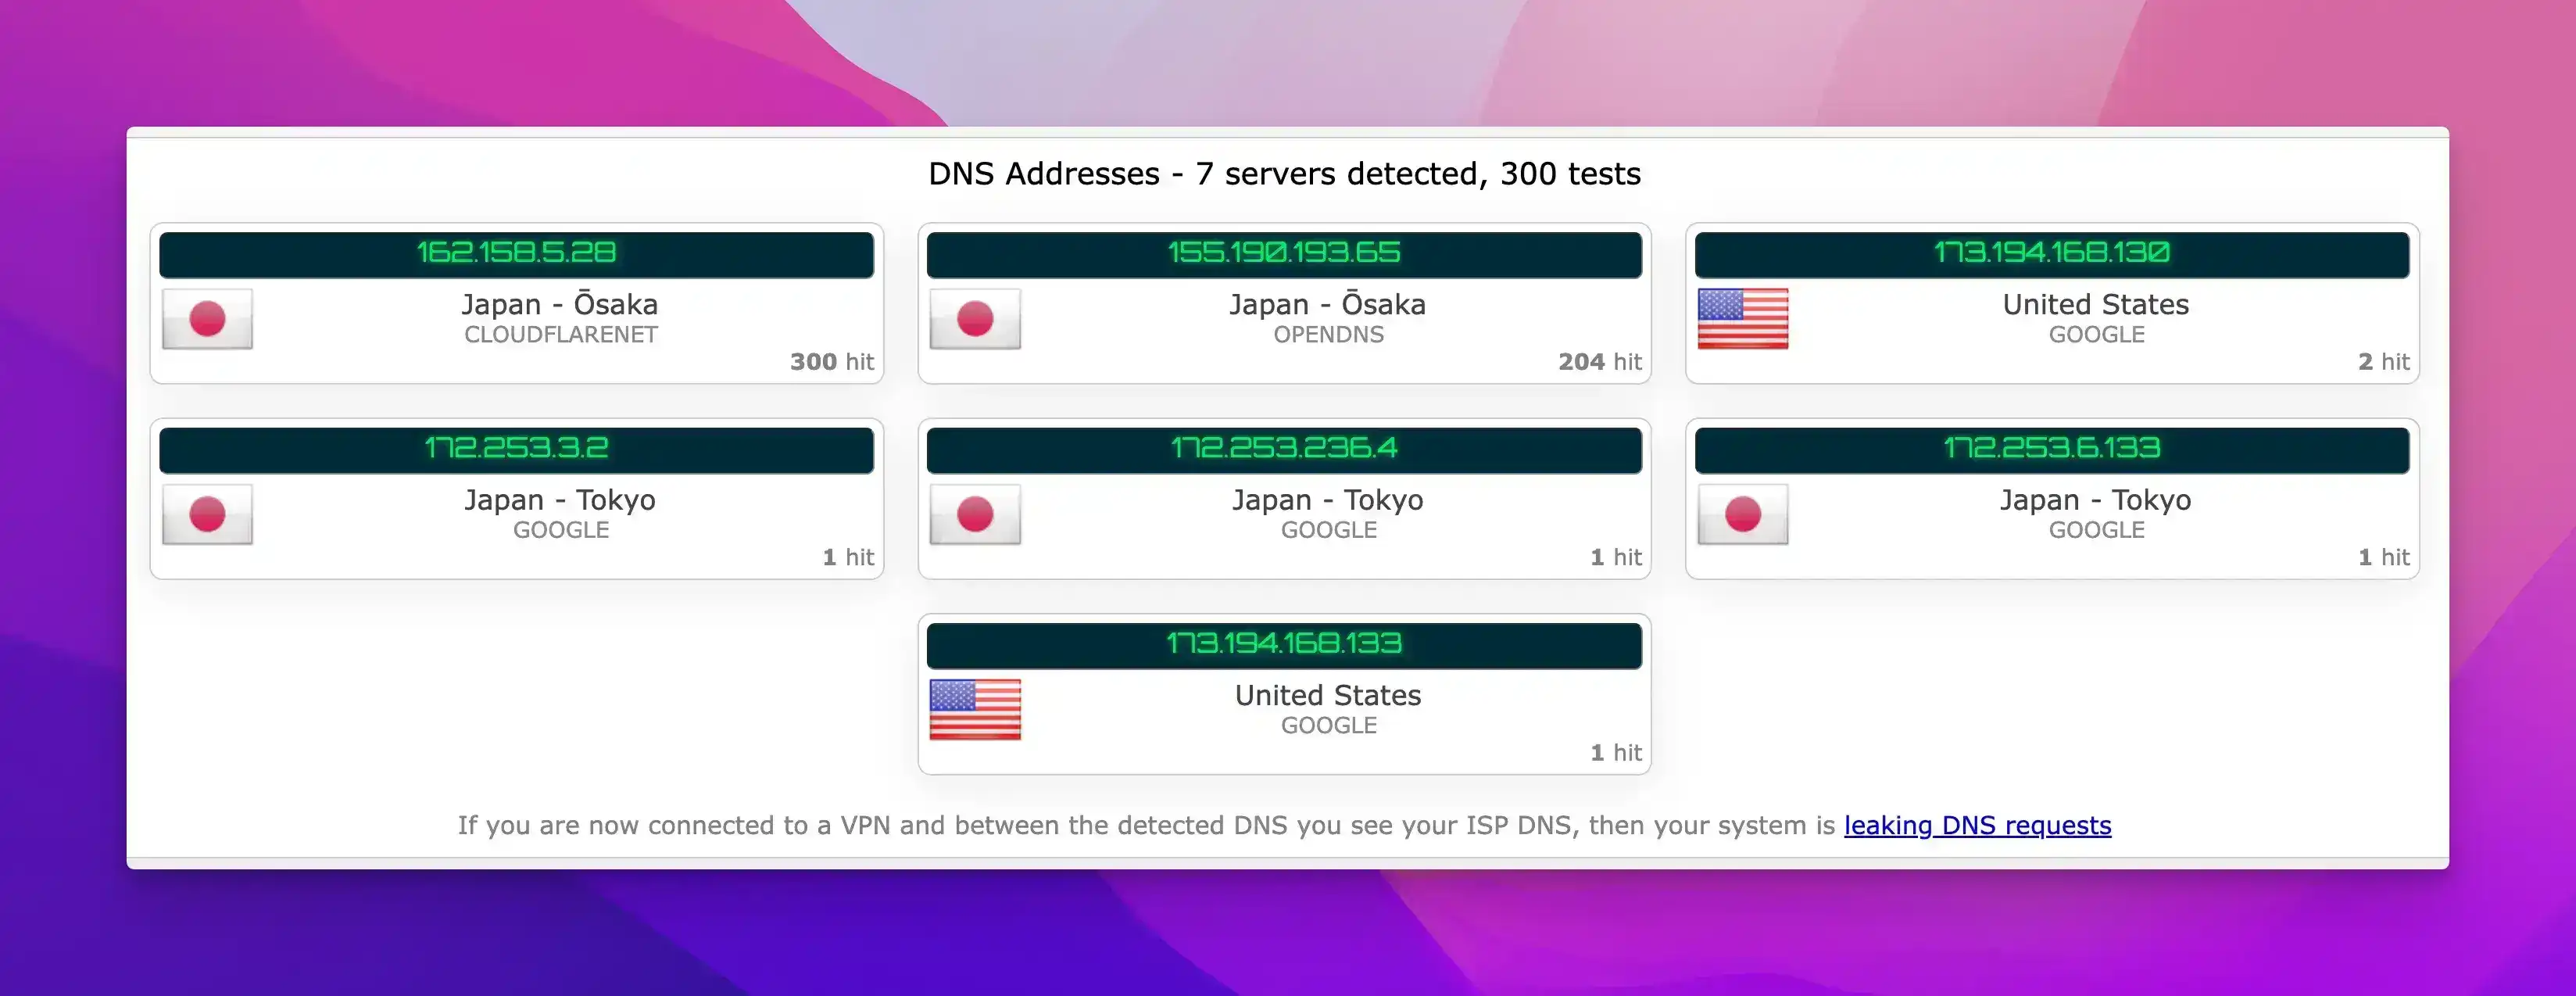 DNS Addresses - 7 servers detected, 300 tests
162.158.5.28
Japan - Ōsaka
CLOUDFLARENET
300 hit
155.190.193.65
Japan - Ōsaka
OPENDNS
204 hit
173.194.168.130
United States
GOOGLE
2 hit
172.253.3.2
Japan - Tokyo
GOOGLE
1 hit
172.253.236.4
Japan - Tokyo
GOOGLE
1 hit
172.253.6.133
Japan - Tokyo
GOOGLE
1 hit
173.194.168.133
United States
GOOGLE
1 hit
If you are now connected to a VPN and between the detected DNS you see your ISP DNS, then your system is leaking DNS requests